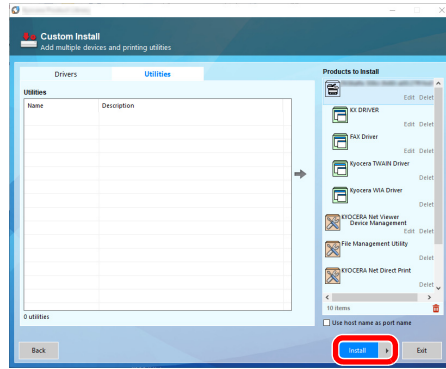 Custom Install
Add multiple devices and printing utilities
Drivers
Utilities
Utilities
Name
Description
0 utilities
Products to Install
Edit Delet
KX DRIVER
Edit Delet
FAX Driver
Edit Delet
Kyocera TWAIN Driver
Delet
Kyocera WIA Driver
Delet
KYOCERA Net Viewer
Device Management
Edit Delet
File Management Utility
Delet
KYOCERA Net Direct Print
Delet
10 items
Use host name as port name
Back
Install
Exit